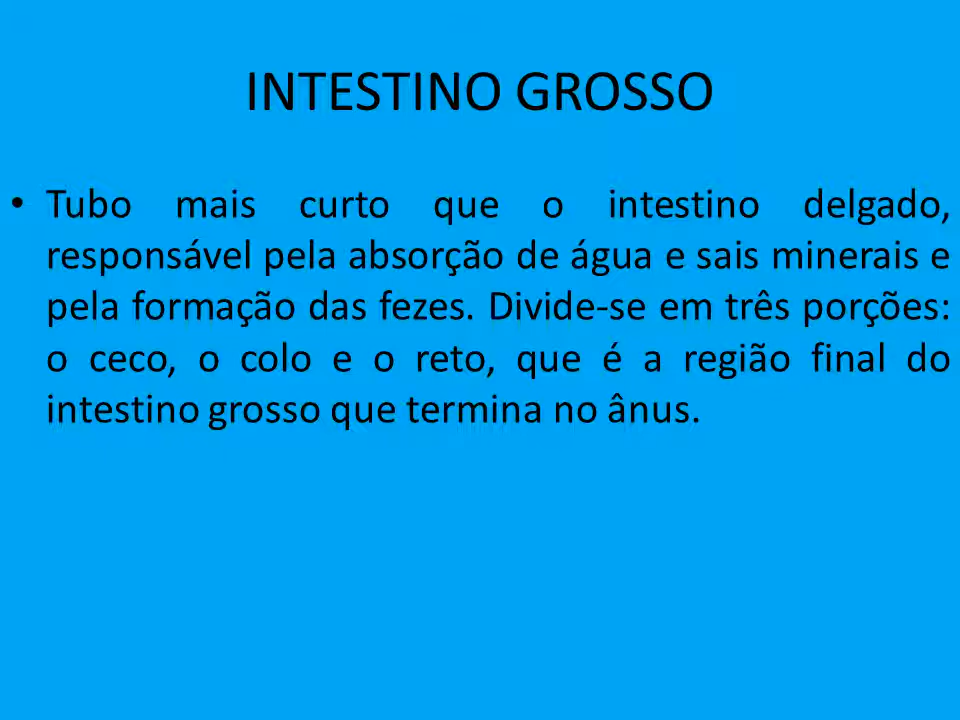 INTESTINO GROSSO
• Tubo mais curto que o intestino delgado,
responsável pela absorção de água e sais minerais e
pela formação das fezes. Divide-se em três porções:
o ceco, o colo e o reto, que é a região final do
intestino grosso que termina no ânus.